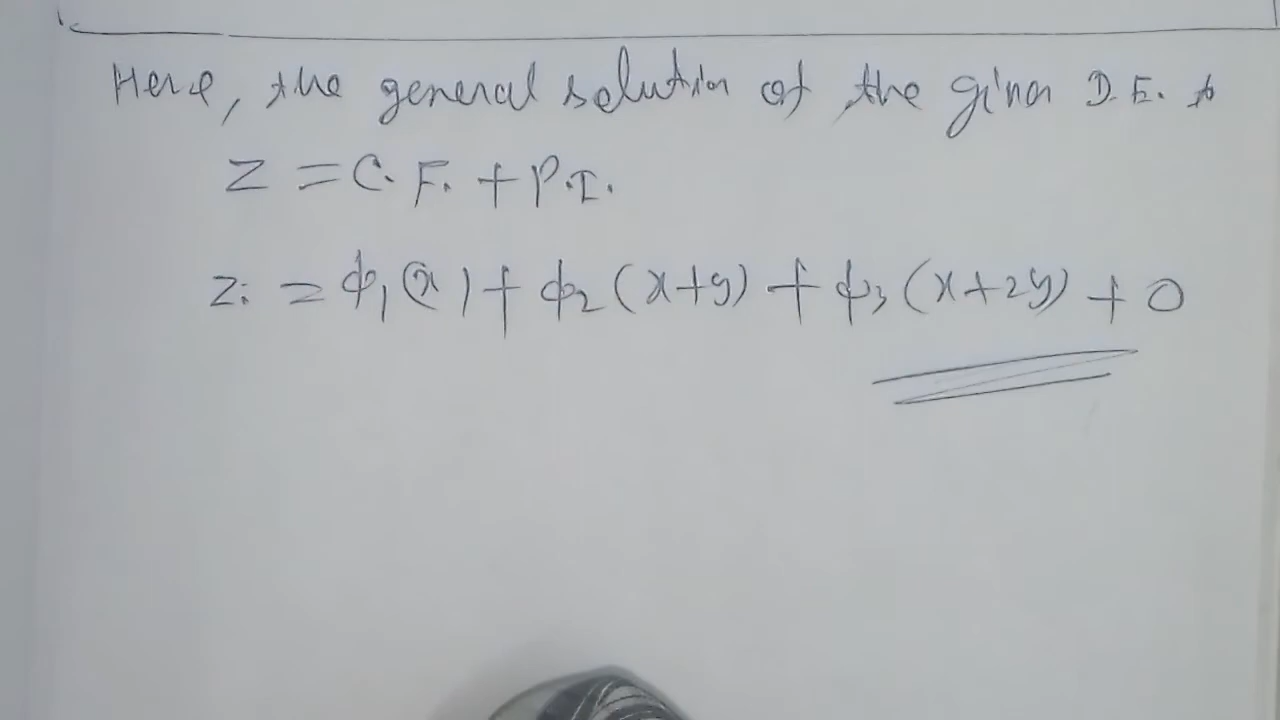 Here, the general solution of the given D.E. is
Z = C.F. + P.I.
Z = ϕ₁(x) + ϕ₂(x+y) + ϕ₃(x+2y) + 0